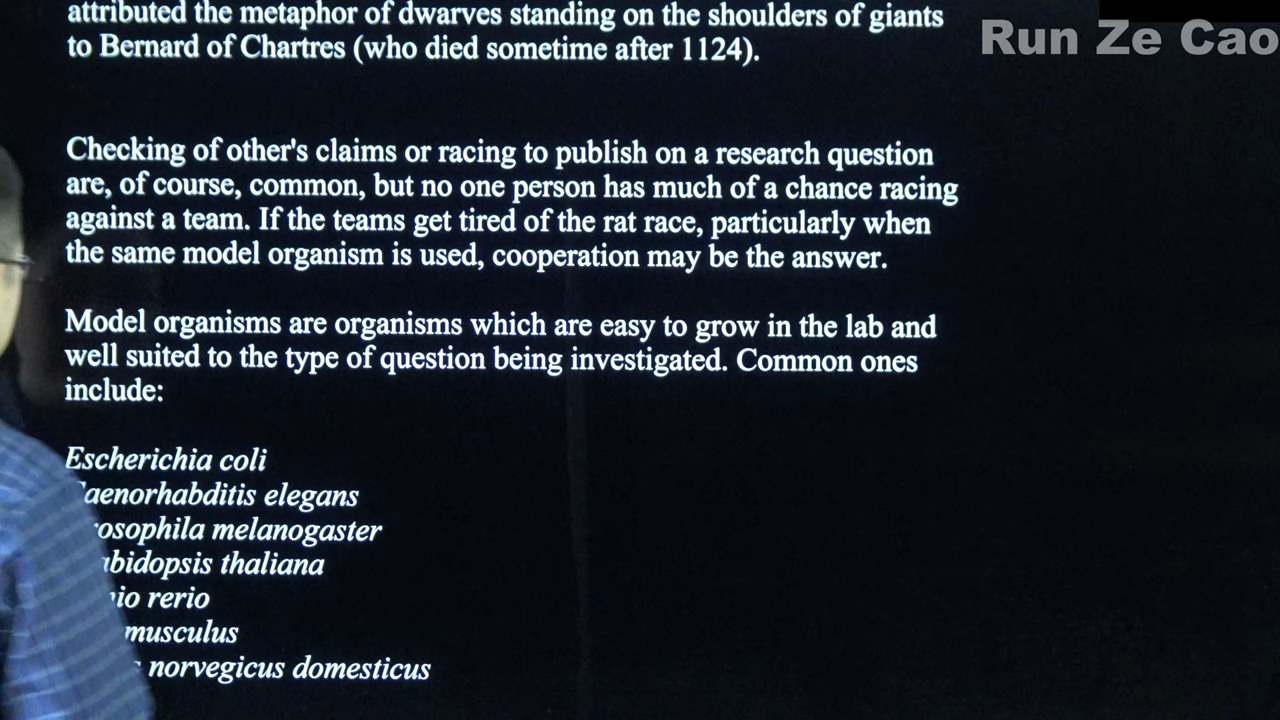 attributed the metaphor of dwarves standing on the shoulders of giants
to Bernard of Chartres (who died sometime after 1124).
Run Ze Cao
Checking of other's claims or racing to publish on a research question
are, of course, common, but no one person has much of a chance racing
against a team. If the teams get tired of the rat race, particularly when
the same model organism is used, cooperation may be the answer.
Model organisms are organisms which are easy to grow in the lab and
well suited to the type of question being investigated. Common ones
include:
Escherichia coli
aenorhabditis elegans
rosophila melanogaster
abidopsis thaliana
nio rerio
musculus
norvegicus domesticus